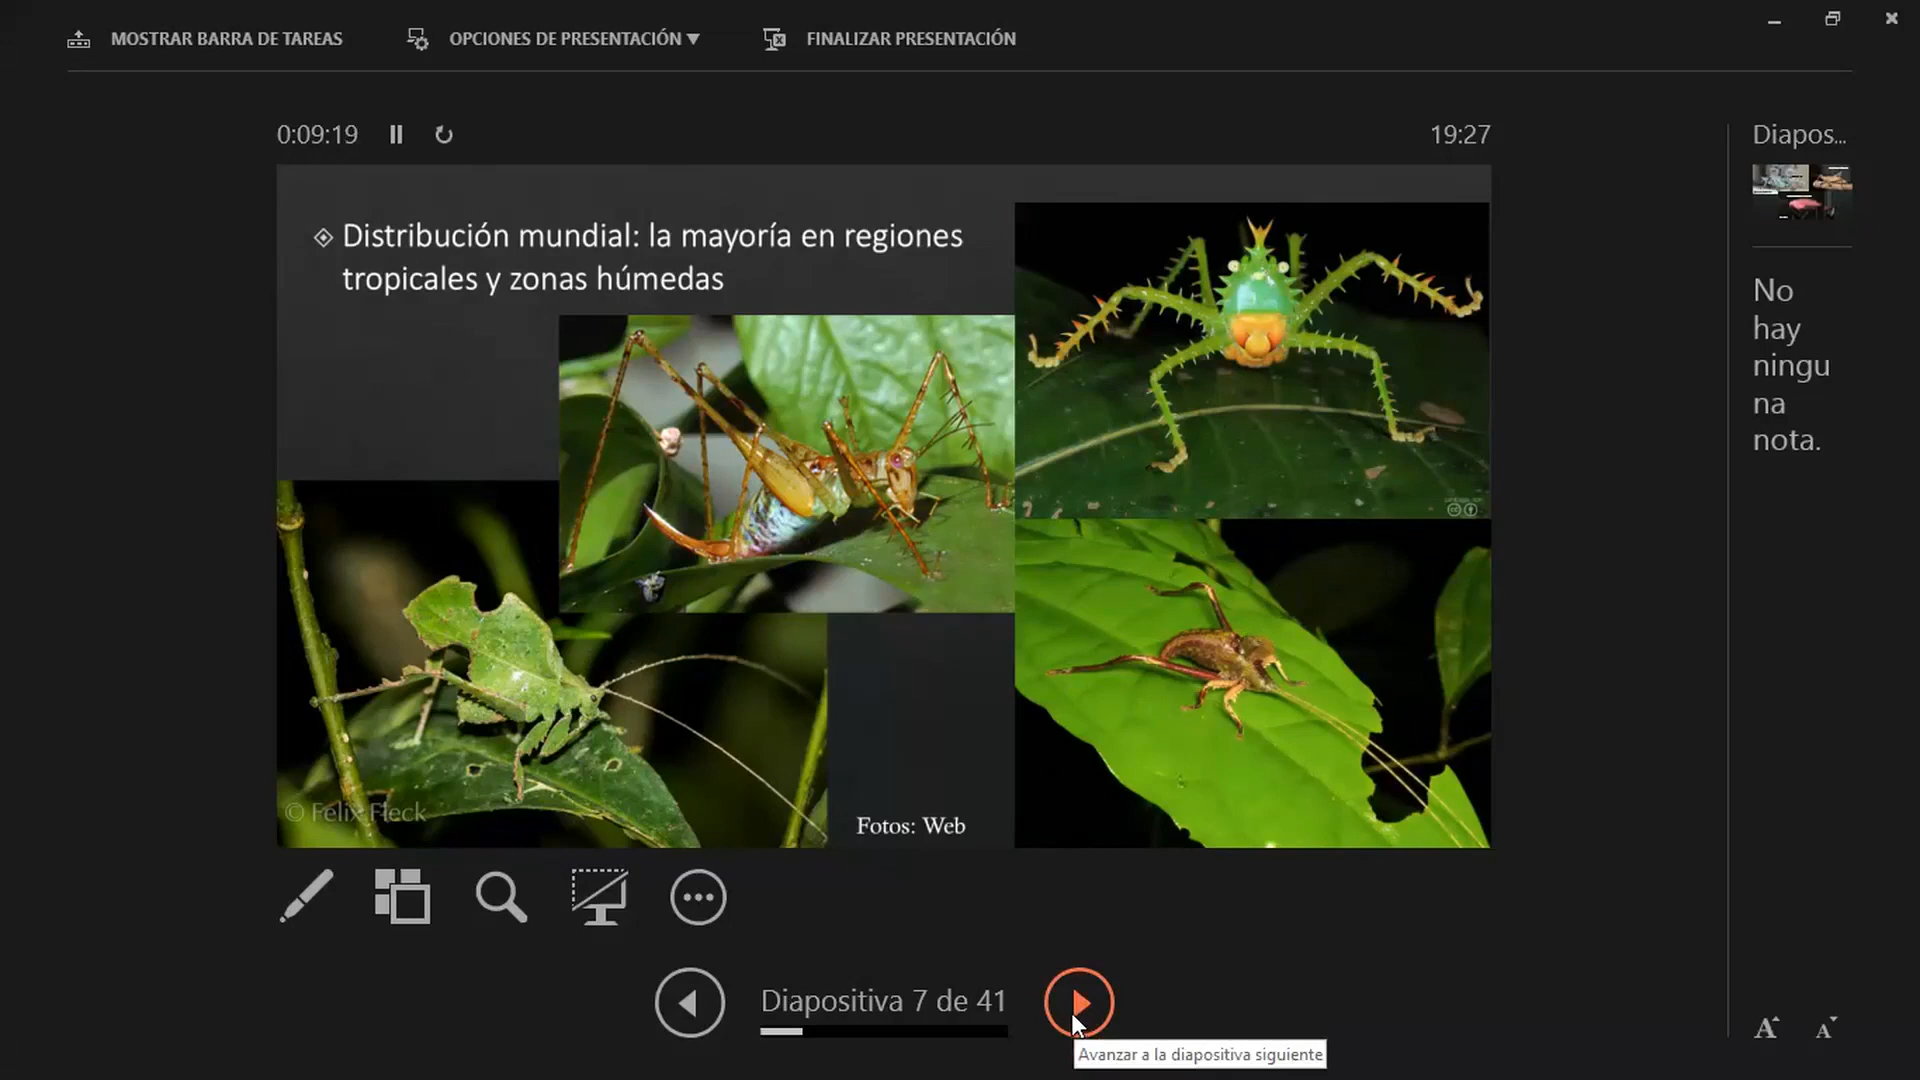 MOSTRAR BARRA DE TAREAS
OPCIONES DE PRESENTACIÓN
FINALIZAR PRESENTACIÓN
0:09:19
19:27
Diapos...
Distribución mundial: la mayoría en regiones
tropicales y zonas húmedas
© Felix Fleck
Fotos: Web
No
hay
ningu
na
nota.
Diapositiva 7 de 41
Avanzar a la diapositiva siguiente